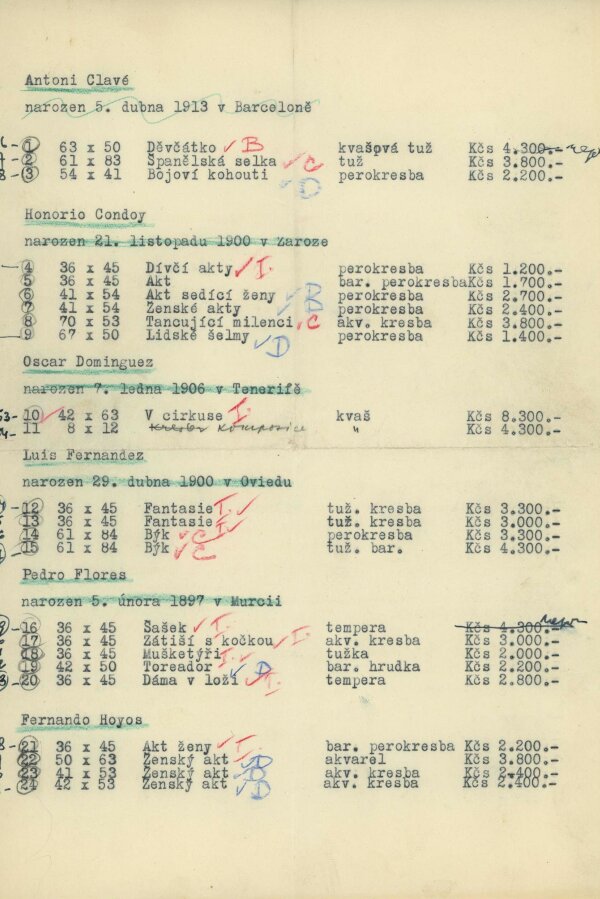 Antoni Clavé
narozen 5. dubna 1913 v Barceloně
1 63 x 50 Děvčátko B kvašová tuž Kčs 4.300.-
2 61 x 83 Španělská selka C tuž Kčs 3.800.-
3 54 x 41 Bojoví kohouti D perokresba Kčs 2.200.-
Honorio Condoy
narozen 21. listopadu 1900 v Zaroze
4 36 x 45 Dívčí akty I. perokresba Kčs 1.200.-
5 36 x 45 Akt bar. perokresba Kčs 1.700.-
6 41 x 54 Akt sedící ženy D perokresba Kčs 2.700.-
7 41 x 54 Ženské akty B perokresba Kčs 2.400.-
8 70 x 53 Tancující milenci C akv. kresba Kčs 3.800.-
9 67 x 50 Lidské šelmy D perokresba Kčs 1.400.-
Oscar Dominguez
narozen 7. ledna 1906 v Tenerifě
10 42 x 63 V cirkuse I. kvaš Kčs 8.300.-
11 8 x 12 kresba kompozice " Kčs 4.300.-
Luis Fernandez
narozen 29. dubna 1900 v Oviedu
12 36 x 45 Fantasie I. tuž. kresba Kčs 3.300.-
13 36 x 45 Fantasie I. tuž. kresba Kčs 3.000.-
14 61 x 84 Býk C perokresba Kčs 3.300.-
15 61 x 84 Býk C tuž. bar. Kčs 4.300.-
Pedro Flores
narozen 5. února 1897 v Murcii
16 36 x 45 Šašek I. tempera Kčs 4.300.-
17 36 x 45 Zátiší s kočkou I. akv. kresba Kčs 3.000.-
18 36 x 45 Mušketýři I. tužka Kčs 2.000.-
19 42 x 50 Toreador D bar. hrudka Kčs 2.200.-
20 36 x 45 Dáma v loži I. tempera Kčs 2.800.-
Fernando Hoyos
21 36 x 45 Akt ženy I. bar. perokresba Kčs 2.200.-
22 50 x 63 Ženský akt D akvarel Kčs 3.800.-
23 41 x 53 Ženský akt D akv. kresba Kčs 2.400.-
24 42 x 53 Ženský akt D akv. kresba Kčs 2.400.-